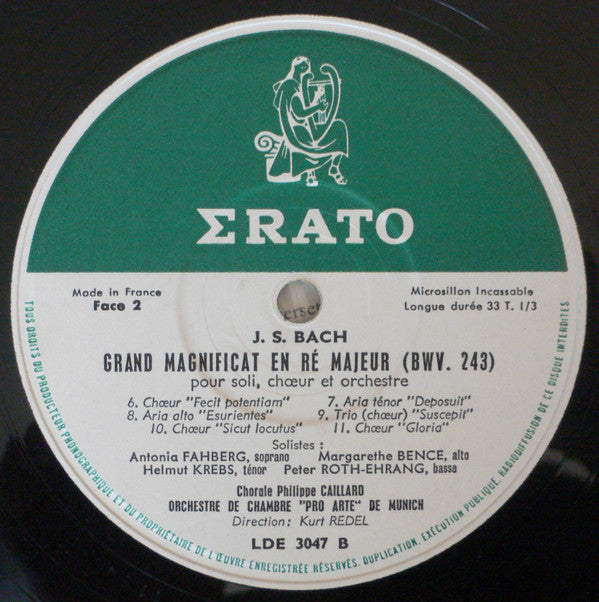 ΣRATO
Made in France
Face 2
Microsillon Incassable
Longue durée 33 T. 1/3
erset
J. S. BACH
GRAND MAGNIFICAT EN RÉ MAJEUR (BWV. 243)
pour soli, chœur et orchestre
6. Chœur "Fecit potentiam" 7. Aria ténor "Deposuit"
8. Aria alto "Esurientes" 9. Trio (chœur) "Suscepit"
10. Chœur "Sicut locutus" 11. Chœur "Gloria"
Solistes :
Antonia FAHBERG, soprano Margarethe BENCE, alto
Helmut KREBS, ténor Peter ROTH-EHRANG, basse
Chorale Philippe CAILLARD
ORCHESTRE DE CHAMBRE "PRO ARTE" DE MUNICH
Direction: Kurt REDEL
LDE 3047 B
TOUS DROITS DU PRODUCTEUR PHONOGRAPHIQUE ET DU PROPRIÉTAIRE DE L'ŒUVRE ENREGISTRÉE RÉSERVÉS. DUPLICATION, EXÉCUTION PUBLIQUE, RADIODIFFUSION DE CE DISQUE INTERDITES